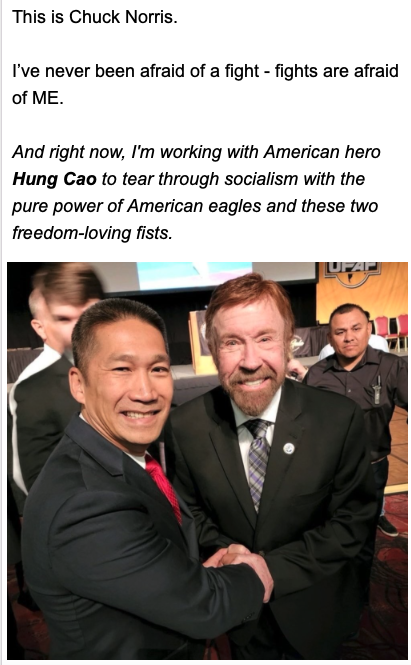 This is Chuck Norris.
I’ve never been afraid of a fight - fights are afraid
of ME.
And right now, I'm working with American hero
Hung Cao to tear through socialism with the
pure power of American eagles and these two
freedom-loving fists.
UFAF